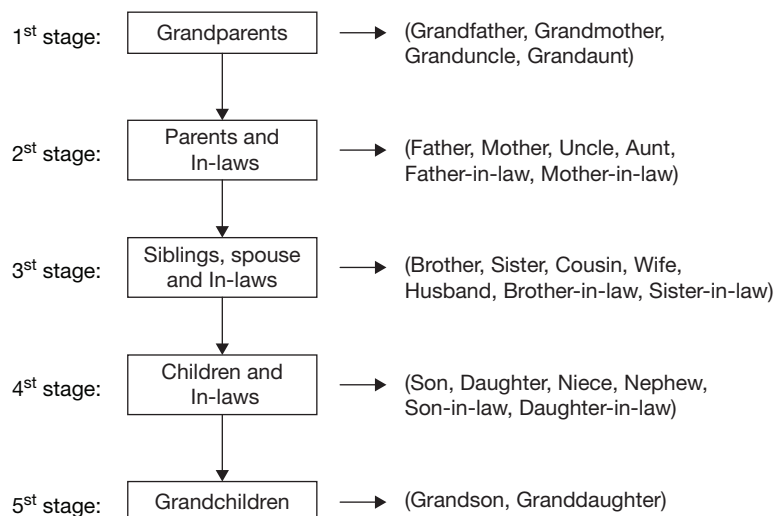 1st stage: Grandparents (Grandfather, Grandmother,
Granduncle, Grandaunt)
2st stage: Parents and
In-laws
(Father, Mother, Uncle, Aunt,
Father-in-law, Mother-in-law)
3st stage: Siblings, spouse
and In-laws
(Brother, Sister, Cousin, Wife,
Husband, Brother-in-law, Sister-in-law)
4st stage: Children and
In-laws
(Son, Daughter, Niece, Nephew,
Son-in-law, Daughter-in-law)
5st stage: Grandchildren (Grandson, Granddaughter)